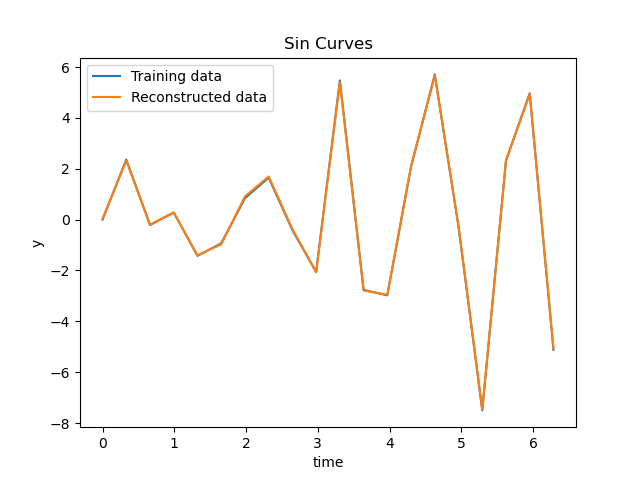 Sin Curves
Training data
Reconstructed data
y
6
4
2
0
−2
−4
−6
−8
0 1 2 3 4 5 6
time